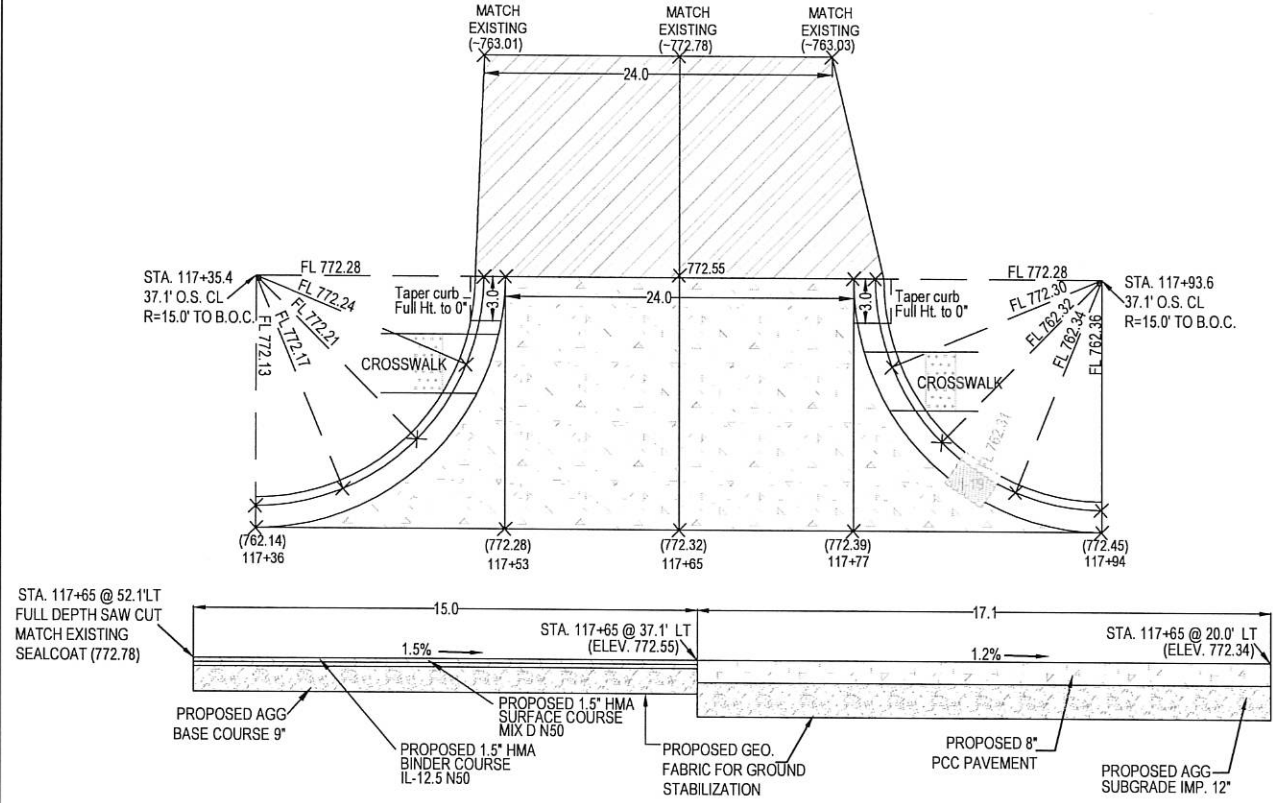 MATCH
EXISTING
(~763.01)
MATCH
EXISTING
(~772.78)
MATCH
EXISTING
(~763.03)
24.0
STA. 117+35.4
37.1' O.S. CL
R=15.0' TO B.O.C.
FL 772.28
FL 772.24
FL 772.21
FL 772.17
FL 772.13
Taper curb
Full Ht. to 0"
3.0
772.55
24.0
3.0
Taper curb
Full Ht. to 0"
FL 772.28
FL 772.30
FL 762.32
FL 762.34
FL 762.36
STA. 117+93.6
37.1' O.S. CL
R=15.0' TO B.O.C.
CROSSWALK
CROSSWALK
FL 762.31
(762.14)
117+36
(772.28)
117+53
(772.32)
117+65
(772.39)
117+77
(772.45)
117+94
STA. 117+65 @ 52.1'LT
FULL DEPTH SAW CUT
MATCH EXISTING
SEALCOAT (772.78)
15.0
17.1
1.5%
STA. 117+65 @ 37.1' LT
(ELEV. 772.55)
1.2%
STA. 117+65 @ 20.0' LT
(ELEV. 772.34)
PROPOSED AGG
BASE COURSE 9"
PROPOSED 1.5" HMA
BINDER COURSE
IL-12.5 N50
PROPOSED 1.5" HMA
SURFACE COURSE
MIX D N50
PROPOSED GEO.
FABRIC FOR GROUND
STABILIZATION
PROPOSED 8"
PCC PAVEMENT
PROPOSED AGG
SUBGRADE IMP. 12"